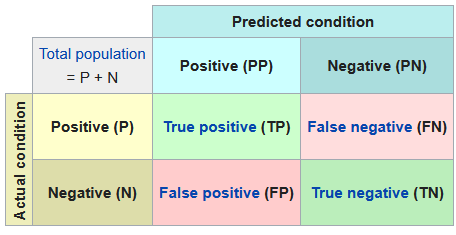 Predicted condition
Total population
= P + N
Positive (PP)
Negative (PN)
Actual condition
Positive (P)
True positive (TP)
False negative (FN)
Negative (N)
False positive (FP)
True negative (TN)